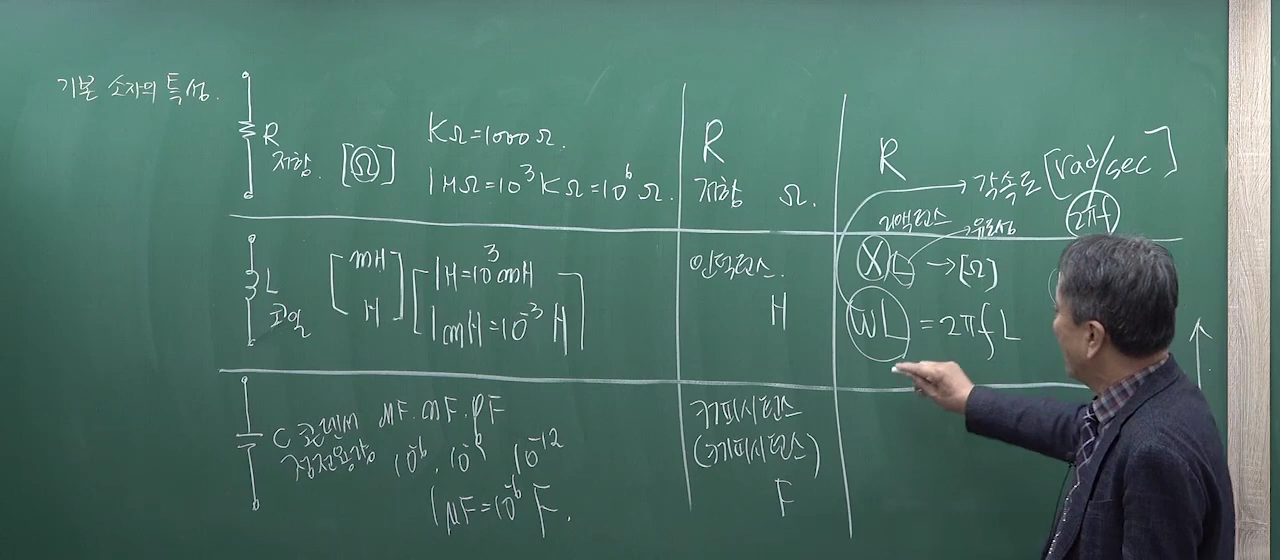 기본 소자의 특성.
R
저항. [Ω]
KΩ=1000Ω.
1MΩ=10³KΩ=10⁶Ω.
R
저항 Ω.
R
각속도 [rad/sec]
2πf
L
코일
mH
H
1H=10³mH
1mH=10⁻³H
인덕턴스.
H
리액턴스
유도성
X_L → [Ω]
ωL = 2πfL
C 콘덴서
정전용량
μF. nF. pF
10⁻⁶. 10⁻⁹. 10⁻¹²
1μF=10⁻⁶F.
커피시턴스
(캐피시턴스)
F